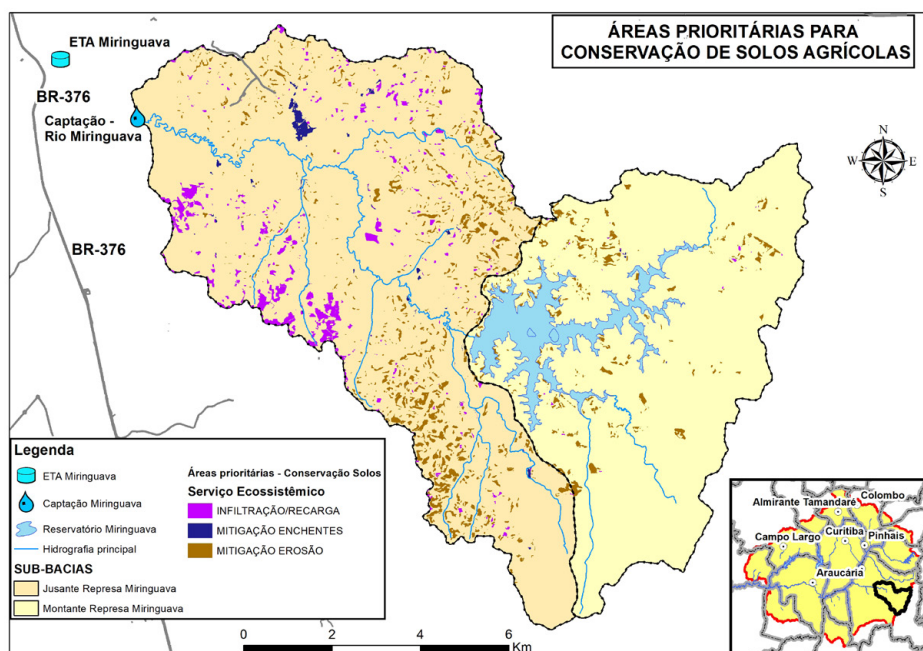 ÁREAS PRIORITÁRIAS PARA
CONSERVAÇÃO DE SOLOS AGRÍCOLAS
ETA Miringuava
BR-376
Captação -
Rio Miringuava
BR-376
N
W E
S
Legenda
ETA Miringuava
Captação Miringuava
Reservatório Miringuava
Hidrografia principal
SUB-BACIAS
Jusante Represa Miringuava
Montante Represa Miringuava
Áreas prioritárias - Conservação Solos
Serviço Ecossistêmico
INFILTRAÇÃO/RECARGA
MITIGAÇÃO ENCHENTES
MITIGAÇÃO EROSÃO
0 2 4 6
Km
Almirante Tamandaré
Colombo
Curitiba
Campo Largo
Pinhais
Araucária